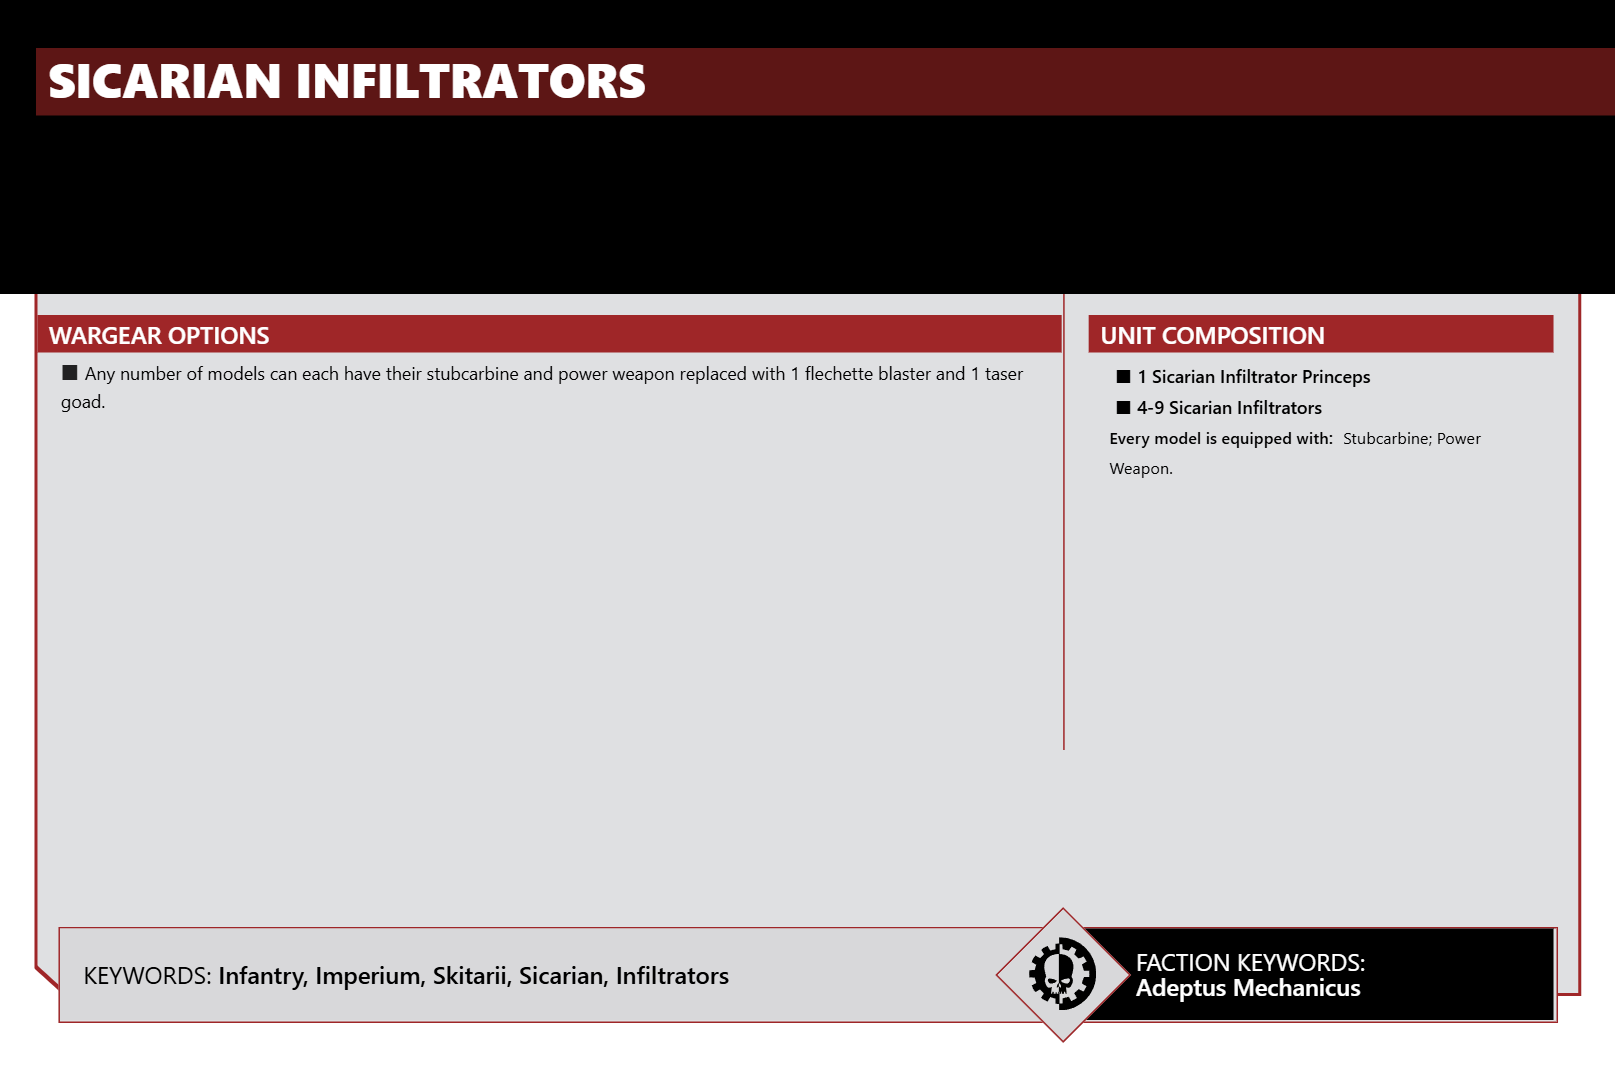 SICARIAN INFILTRATORS
WARGEAR OPTIONS
■ Any number of models can each have their stubcarbine and power weapon replaced with 1 flechette blaster and 1 taser
goad.
UNIT COMPOSITION
■ 1 Sicarian Infiltrator Princeps
■ 4-9 Sicarian Infiltrators
Every model is equipped with: Stubcarbine; Power
Weapon.
KEYWORDS: Infantry, Imperium, Skitarii, Sicarian, Infiltrators
FACTION KEYWORDS:
Adeptus Mechanicus